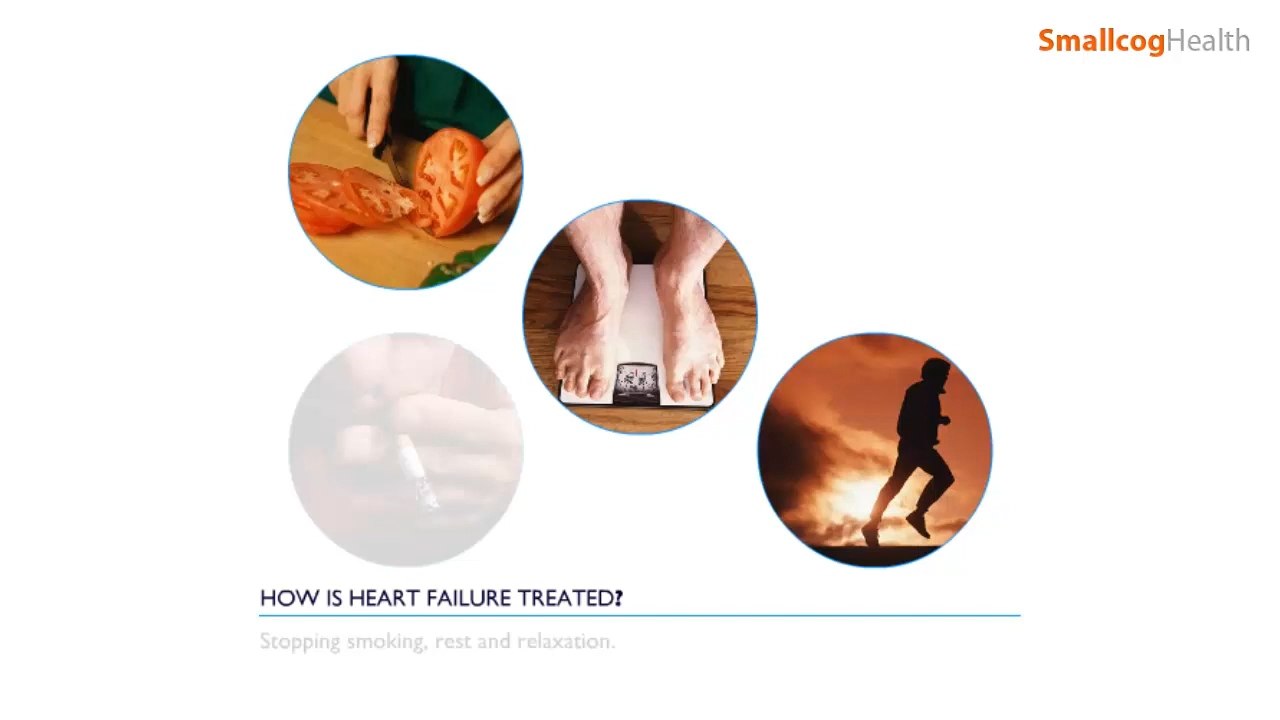 SmallcogHealth
HOW IS HEART FAILURE TREATED?
Stopping smoking, rest and relaxation.